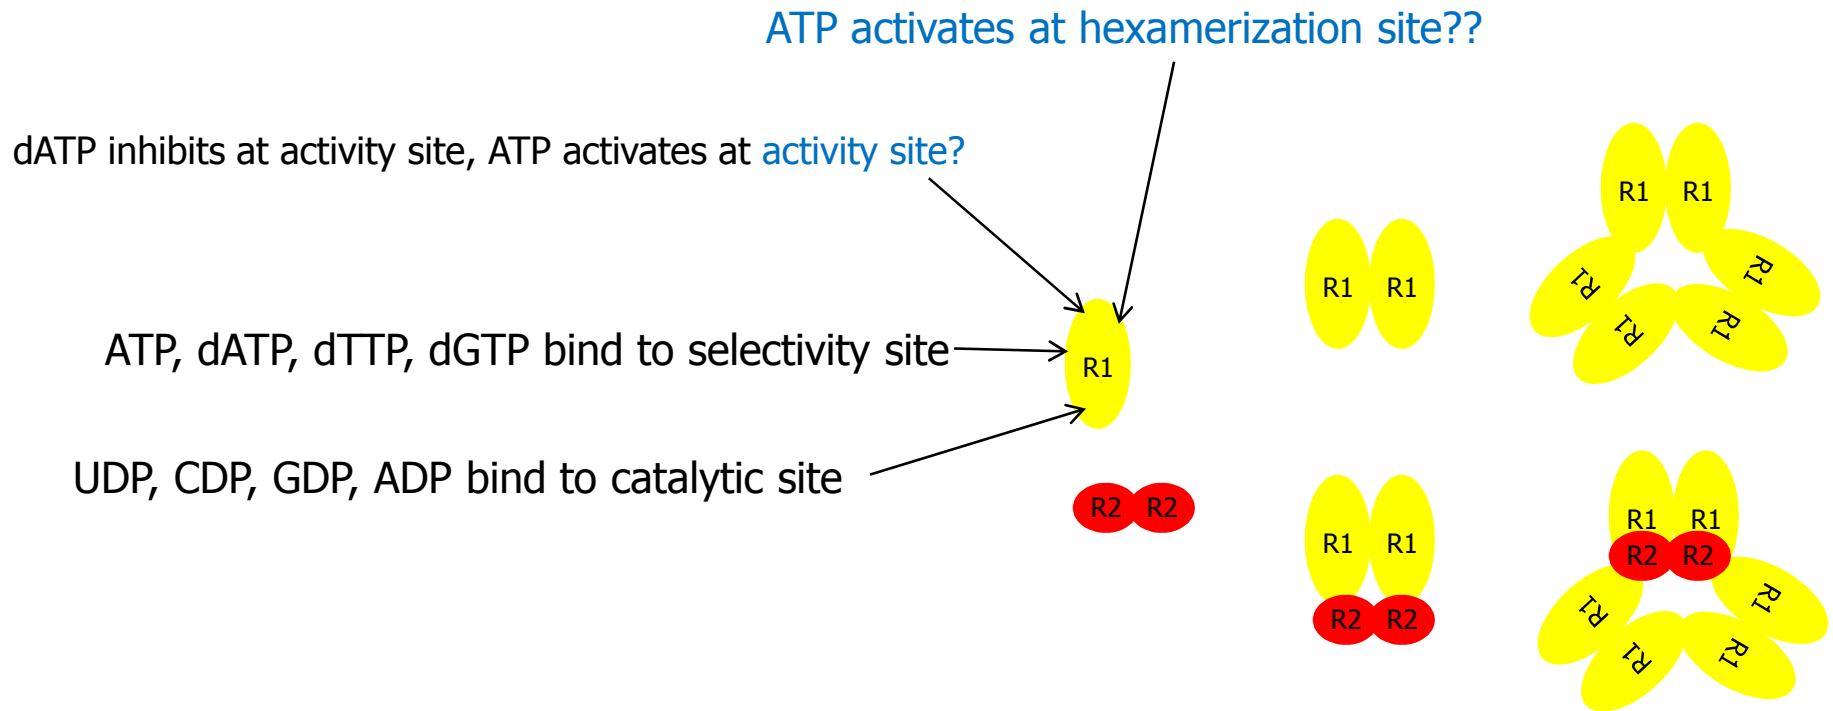 ATP activates at hexamerization site??
dATP inhibits at activity site, ATP activates at activity site?
R1 R1
R1 R1
R1
R1
R1
R1
ATP, dATP, dTTP, dGTP bind to selectivity site
R1
UDP, CDP, GDP, ADP bind to catalytic site
R2 R2
R1 R1
R2 R2
R1 R1
R2 R2
R1
R1
R1
R1